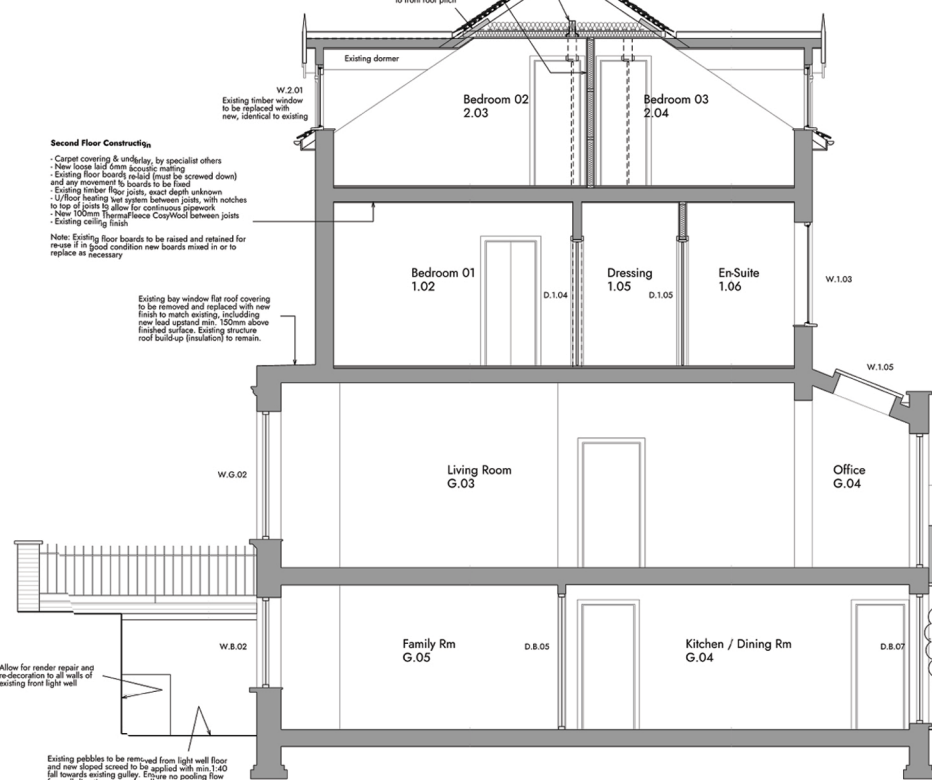 to front roof pitch
Existing dormer
W.2.01
Existing timber window
to be replaced with
new, identical to existing
Bedroom 02
2.03
Bedroom 03
2.04
Second Floor Construction
- Carpet covering & underlay, by specialist others
- New loose laid 6mm acoustic matting
- Existing floor boards re-laid (must be screwed down)
and any movement to boards to be fixed
- Existing timber floor joists, exact depth unknown
- U/floor heating wet system between joists, with notches
to top of joists to allow for continuous pipework
- New 100mm ThermaFleece CosyWool between joists
- Existing ceiling finish
Note: Existing floor boards to be raised and retained for
re-use if in good condition new boards mixed in or to
replace as necessary
Bedroom 01
1.02
D.1.04
Dressing
1.05
D.1.05
En-Suite
1.06
W.1.03
Existing bay window flat roof covering
to be removed and replaced with new
finish to match existing, includding
new lead upstand min. 150mm above
finished surface. Existing structure
roof build-up (insulation) to remain.
W.1.05
W.G.02
Living Room
G.03
Office
G.04
W.B.02
Family Rm
G.05
D.B.05
Kitchen / Dining Rm
G.04
D.B.07
Allow for render repair and
re-decoration to all walls of
existing front light well
Existing pebbles to be removed from light well floor
and new sloped screed to be applied with min.1:40
fall towards existing gulley. Ensure no pooling flow